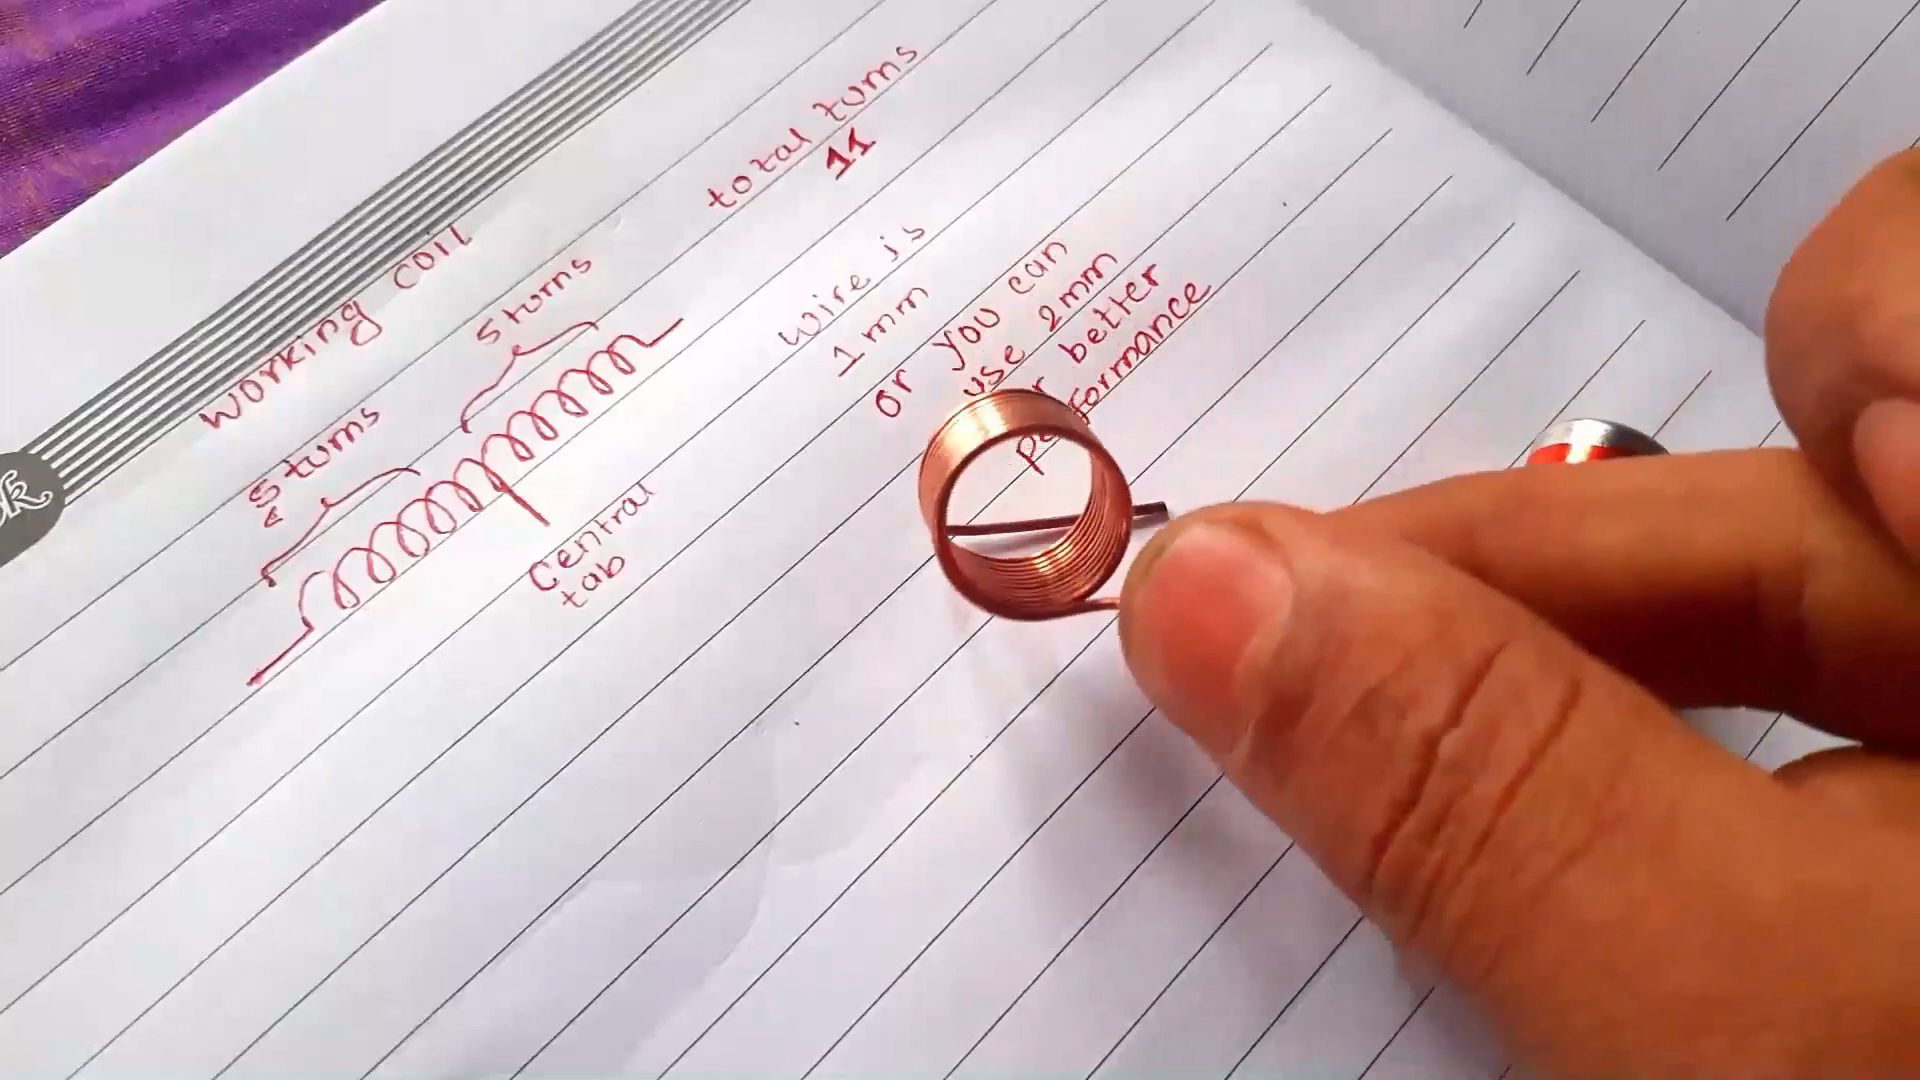 working coil
5 turns
5 turns
Central
tab
total turns
11
wire is
1 mm
or you can
use 2mm
better
formance